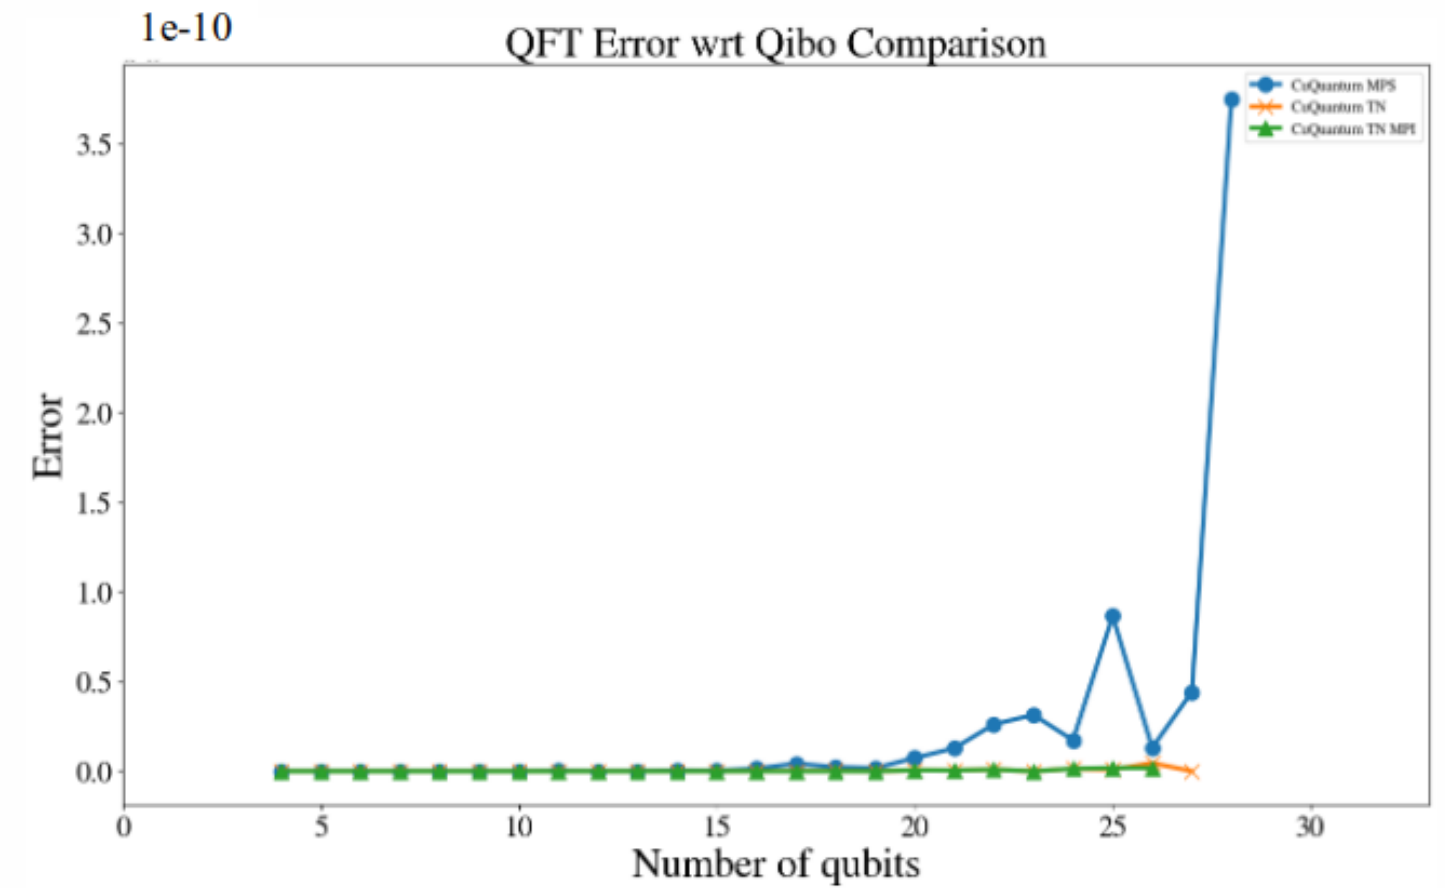 1e-10
QFT Error wrt Qibo Comparison
CuQuantum MPS
CuQuantum TN
CuQuantum TN MPI
3.5
3.0
2.5
2.0
1.5
1.0
0.5
0.0
Error
0 5 10 15 20 25 30
Number of qubits